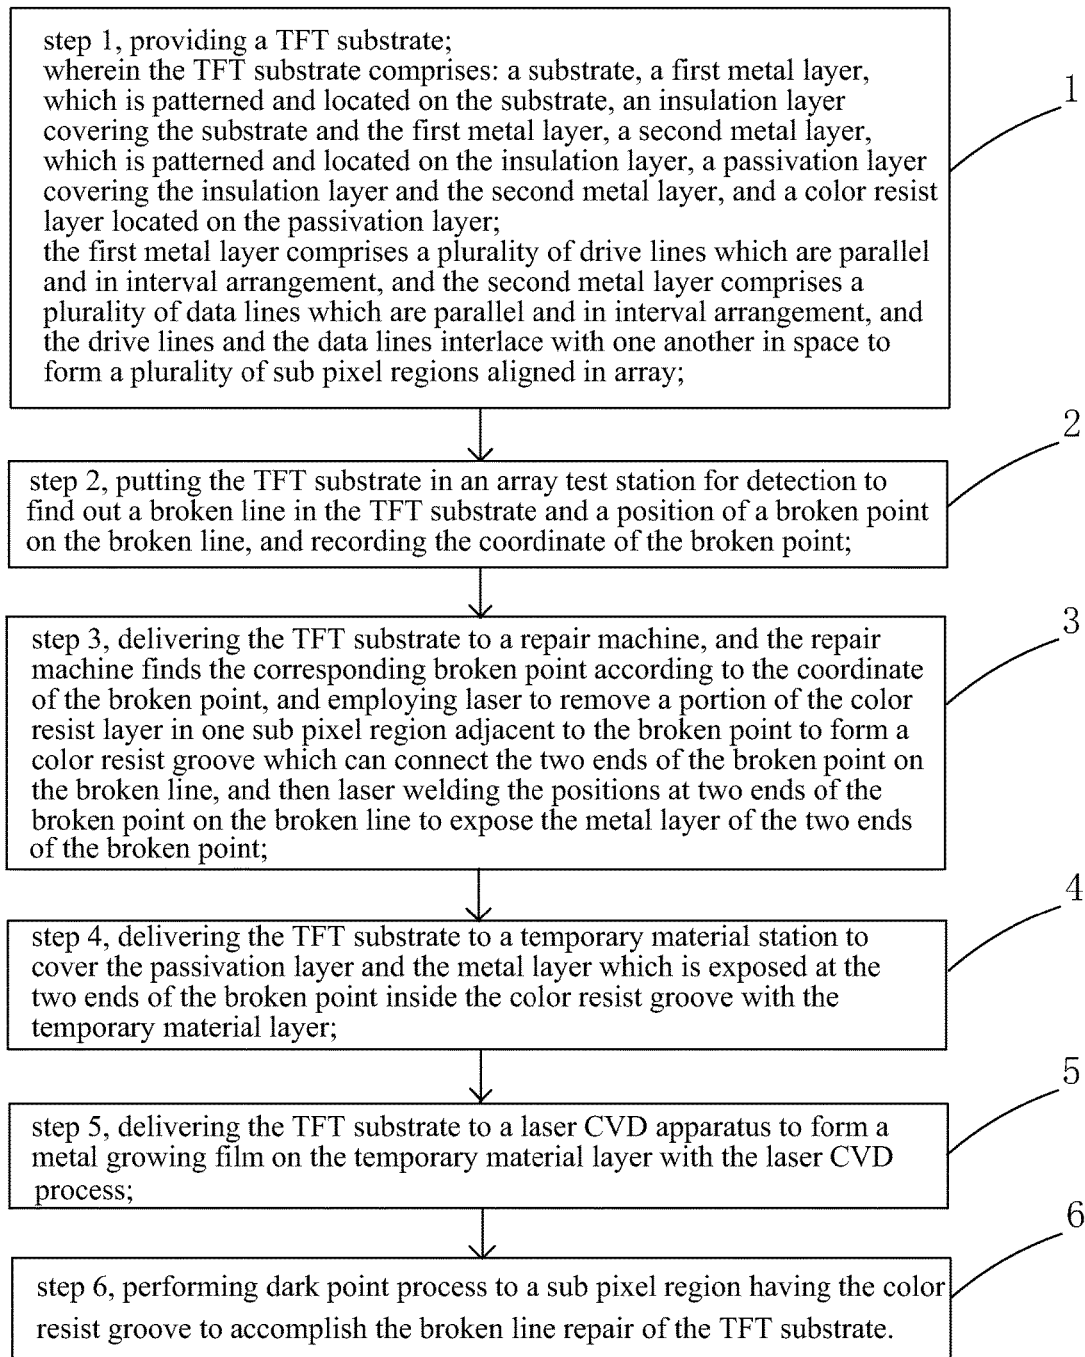 step 1, providing a TFT substrate;
wherein the TFT substrate comprises: a substrate, a first metal layer,
which is patterned and located on the substrate, an insulation layer
covering the substrate and the first metal layer, a second metal layer,
which is patterned and located on the insulation layer, a passivation layer
covering the insulation layer and the second metal layer, and a color resist
layer located on the passivation layer;
the first metal layer comprises a plurality of drive lines which are parallel
and in interval arrangement, and the second metal layer comprises a
plurality of data lines which are parallel and in interval arrangement, and
the drive lines and the data lines interlace with one another in space to
form a plurality of sub pixel regions aligned in array;
1
step 2, putting the TFT substrate in an array test station for detection to
find out a broken line in the TFT substrate and a position of a broken point
on the broken line, and recording the coordinate of the broken point;
2
step 3, delivering the TFT substrate to a repair machine, and the repair
machine finds the corresponding broken point according to the coordinate
of the broken point, and employing laser to remove a portion of the color
resist layer in one sub pixel region adjacent to the broken point to form a
color resist groove which can connect the two ends of the broken point on
the broken line, and then laser welding the positions at two ends of the
broken point on the broken line to expose the metal layer of the two ends
of the broken point;
3
step 4, delivering the TFT substrate to a temporary material station to
cover the passivation layer and the metal layer which is exposed at the
two ends of the broken point inside the color resist groove with the
temporary material layer;
4
step 5, delivering the TFT substrate to a laser CVD apparatus to form a
metal growing film on the temporary material layer with the laser CVD
process;
5
step 6, performing dark point process to a sub pixel region having the color
resist groove to accomplish the broken line repair of the TFT substrate.
6